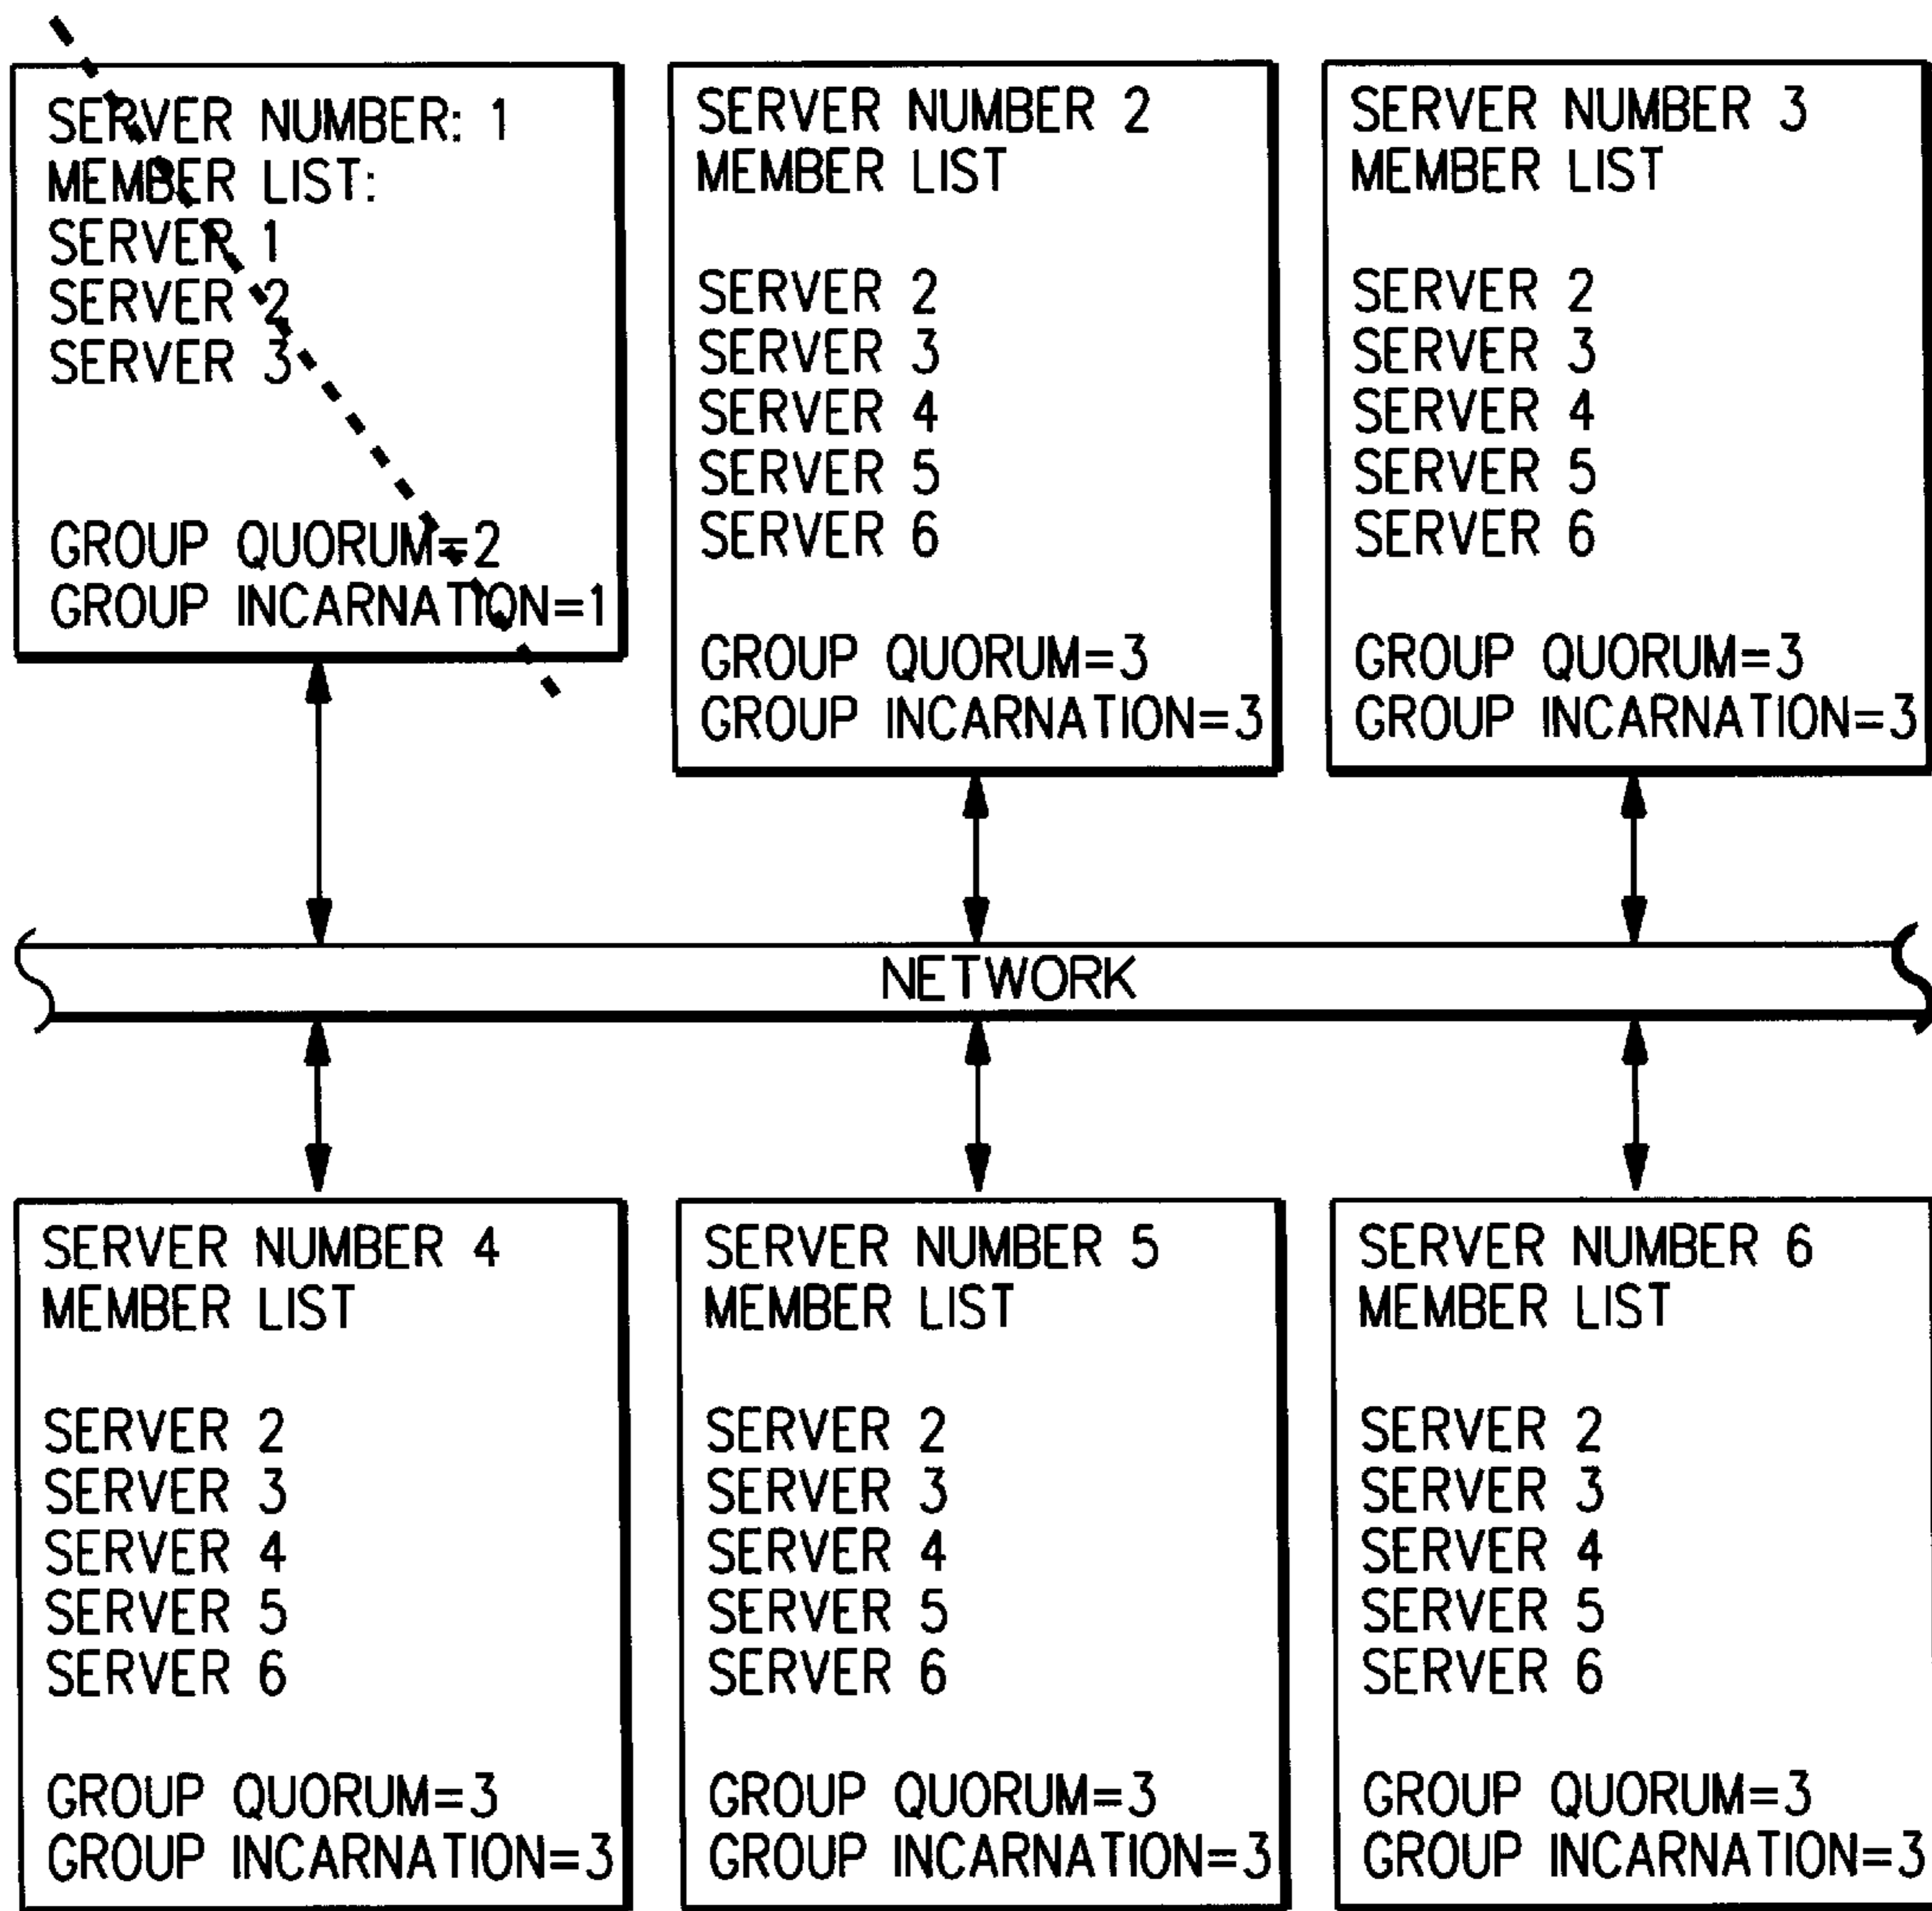 SERVER NUMBER: 1
MEMBER LIST:
SERVER 1
SERVER 2
SERVER 3
GROUP QUORUM=2
GROUP INCARNATION=1
SERVER NUMBER 2
MEMBER LIST
SERVER 2
SERVER 3
SERVER 4
SERVER 5
SERVER 6
GROUP QUORUM=3
GROUP INCARNATION=3
SERVER NUMBER 3
MEMBER LIST
SERVER 2
SERVER 3
SERVER 4
SERVER 5
SERVER 6
GROUP QUORUM=3
GROUP INCARNATION=3
NETWORK
SERVER NUMBER 4
MEMBER LIST
SERVER 2
SERVER 3
SERVER 4
SERVER 5
SERVER 6
GROUP QUORUM=3
GROUP INCARNATION=3
SERVER NUMBER 5
MEMBER LIST
SERVER 2
SERVER 3
SERVER 4
SERVER 5
SERVER 6
GROUP QUORUM=3
GROUP INCARNATION=3
SERVER NUMBER 6
MEMBER LIST
SERVER 2
SERVER 3
SERVER 4
SERVER 5
SERVER 6
GROUP QUORUM=3
GROUP INCARNATION=3